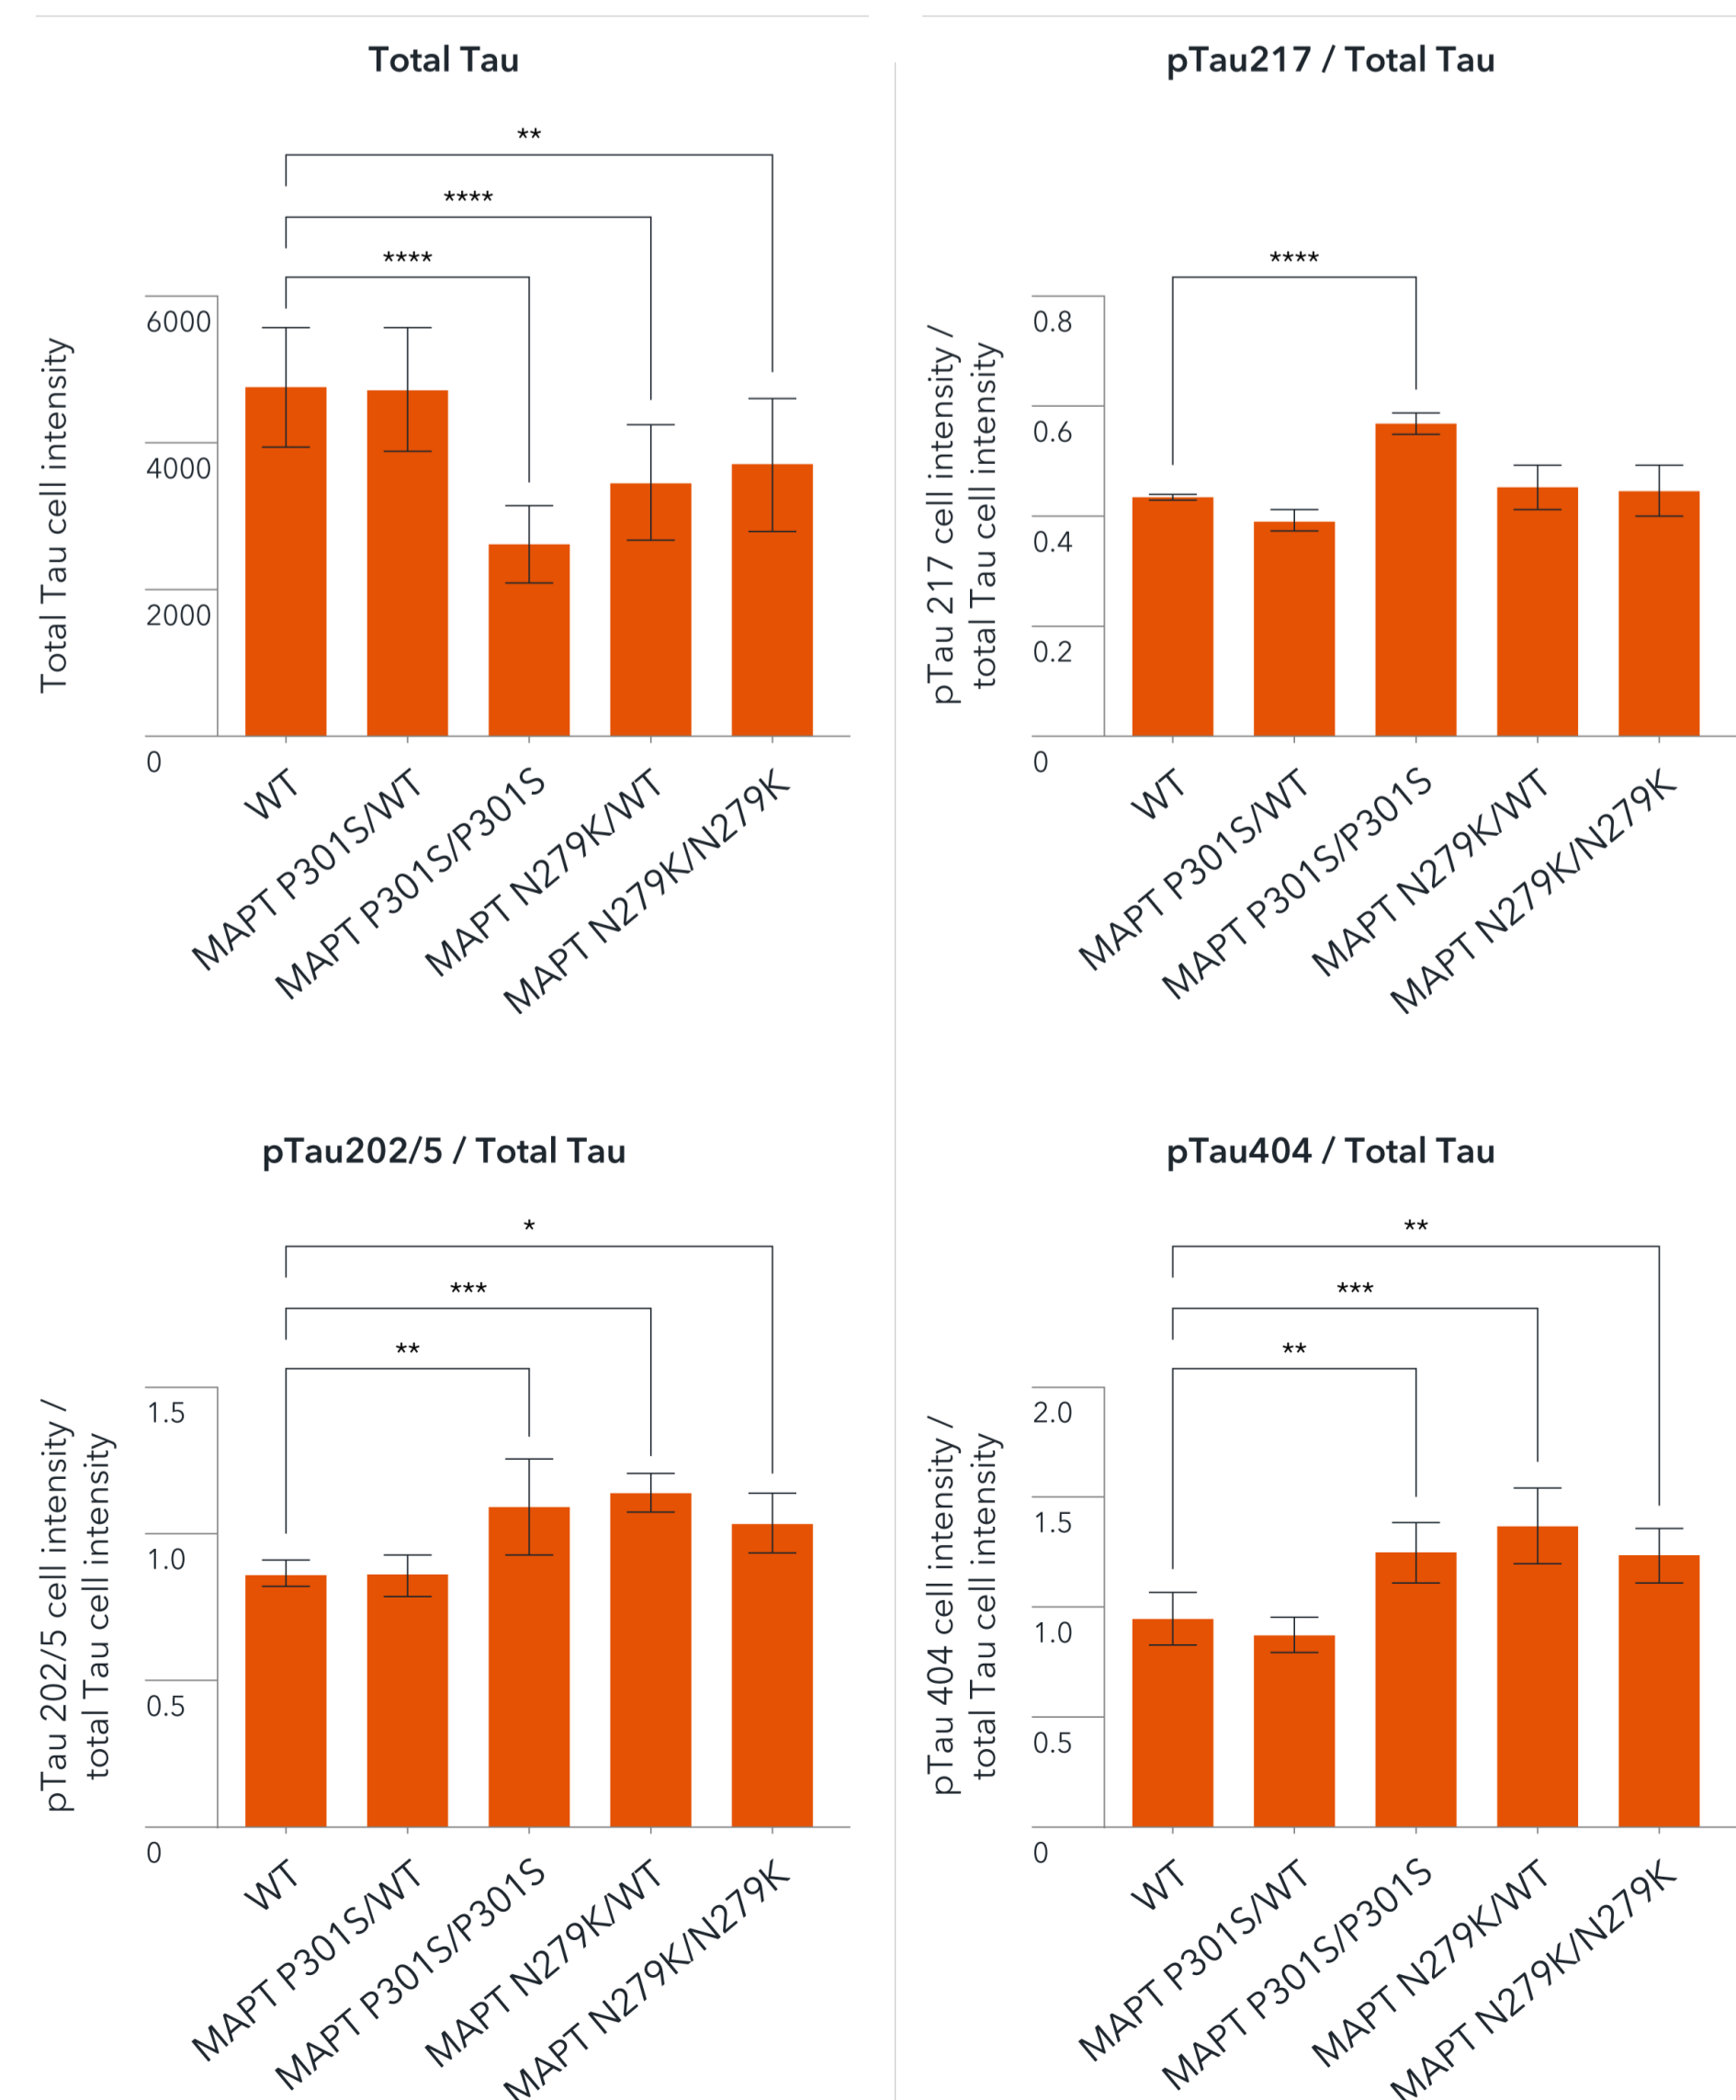 Total Tau
**
****
****
Total Tau cell intensity
6000
4000
2000
0
WT
MAPT P301S/WT
MAPT P301S/P301S
MAPT N279K/WT
MAPT N279K/N279K
pTau217 / Total Tau
****
pTau 217 cell intensity /
total Tau cell intensity
0.8
0.6
0.4
0.2
0
WT
MAPT P301S/WT
MAPT P301S/P301S
MAPT N279K/WT
MAPT N279K/N279K
pTau202/5 / Total Tau
*
***
**
pTau 202/5 cell intensity /
total Tau cell intensity
1.5
1.0
0.5
0
WT
MAPT P301S/WT
MAPT P301S/P301S
MAPT N279K/WT
MAPT N279K/N279K
pTau404 / Total Tau
**
***
**
pTau 404 cell intensity /
total Tau cell intensity
2.0
1.5
1.0
0.5
0
WT
MAPT P301S/WT
MAPT P301S/P301S
MAPT N279K/WT
MAPT N279K/N279K